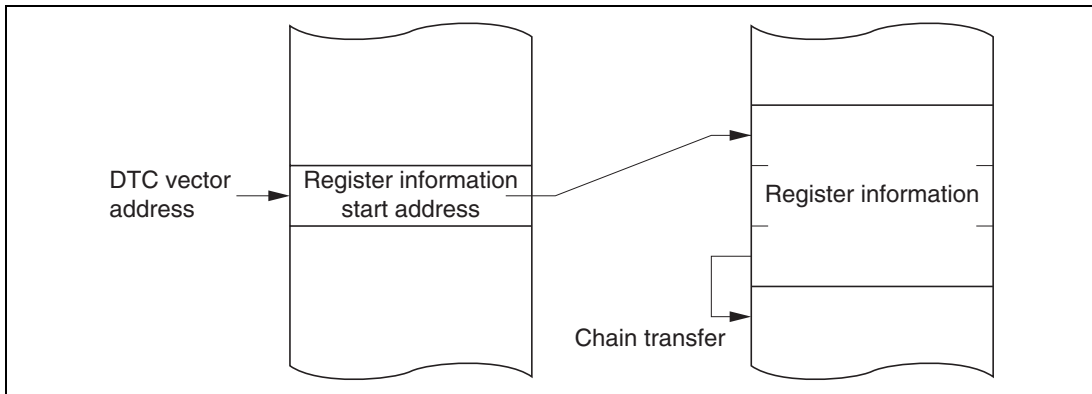 DTC vector
address
Register information
start address
Register information
Chain transfer